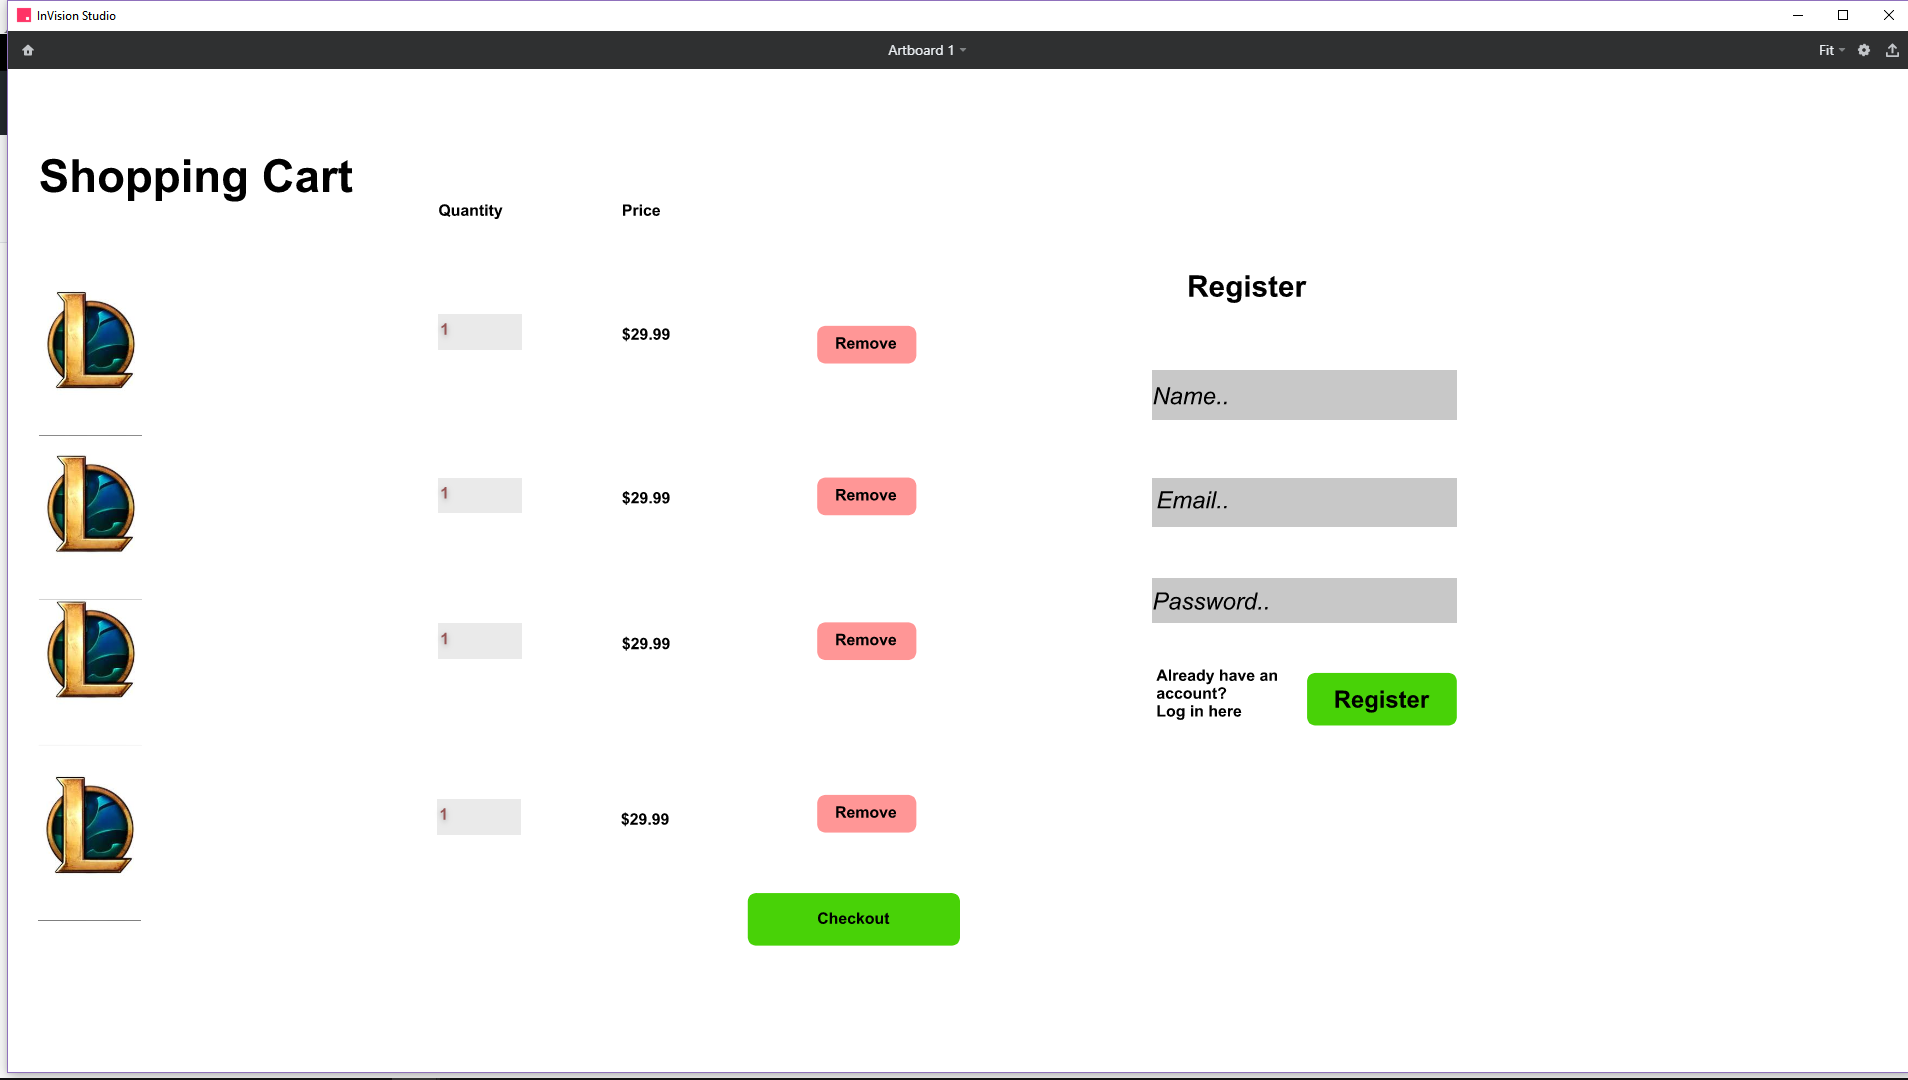 InVision Studio
Artboard 1
Fit
Shopping Cart
Quantity
Price
1
$29.99
Remove
1
$29.99
Remove
1
$29.99
Remove
1
$29.99
Remove
Checkout
Register
Name..
Email..
Password..
Already have an
account?
Log in here
Register